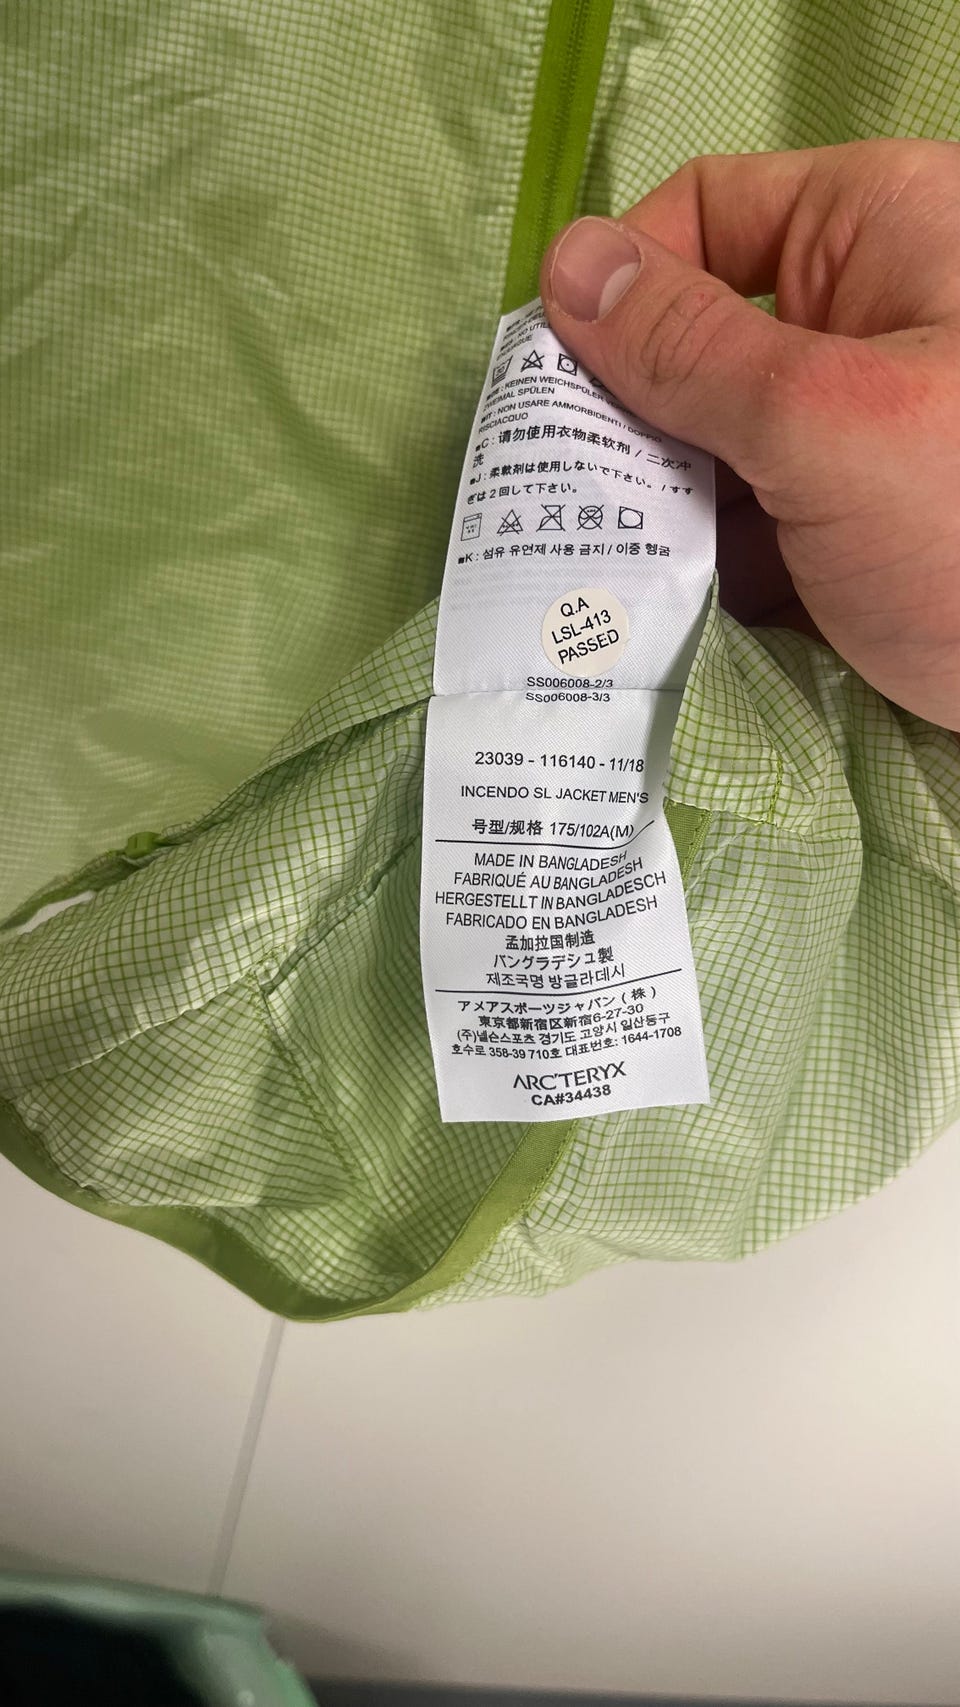 NO UTILI
KEINEN WEICHSPÜLER
ZWEIMAL SPÜLEN
■IT : NON USARE AMMORBIDENTI / DOPPIO
RISCIACQUO
■C : 请勿使用衣物柔软剂 / 二次冲
洗
■J : 柔軟剤は使用しないで下さい。/ すす
ぎは2回して下さい。
■K : 섬유 유연제 사용 금지 / 이중 헹굼
Q.A
LSL-413
PASSED
SS006008-2/3
SS006008-3/3
23039 - 116140 - 11/18
INCENDO SL JACKET MEN'S
号型/规格 175/102A(M)
MADE IN BANGLADESH
FABRIQUÉ AU BANGLADESH
HERGESTELLT IN BANGLADESCH
FABRICADO EN BANGLADESH
孟加拉国制造
バングラデシュ製
제조국명 방글라데시
アメアスポーツジャパン ( 株 )
東京都新宿区新宿6-27-30
(주)넬슨스포츠 경기도 고양시 일산동구
호수로 358-39 710호 대표번호: 1644-1708
ARC'TERYX
CA#34438